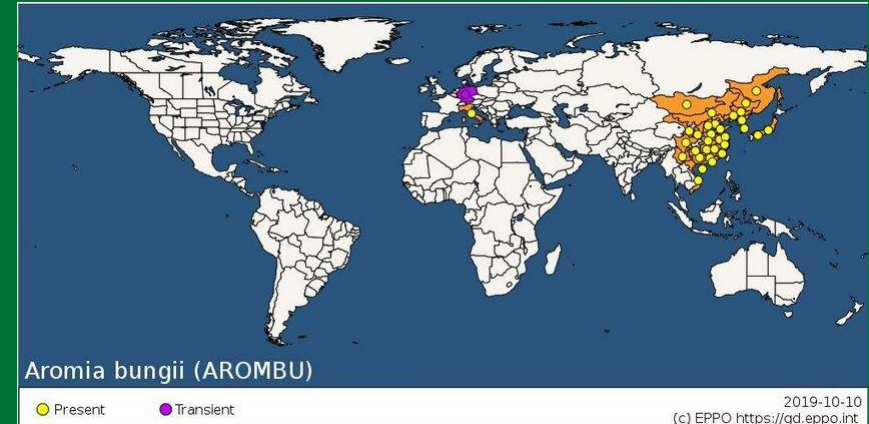 Aromia bungii (AROMBU)
Present
Transient
2019-10-10
(c) EPPO https://gd.eppo.int